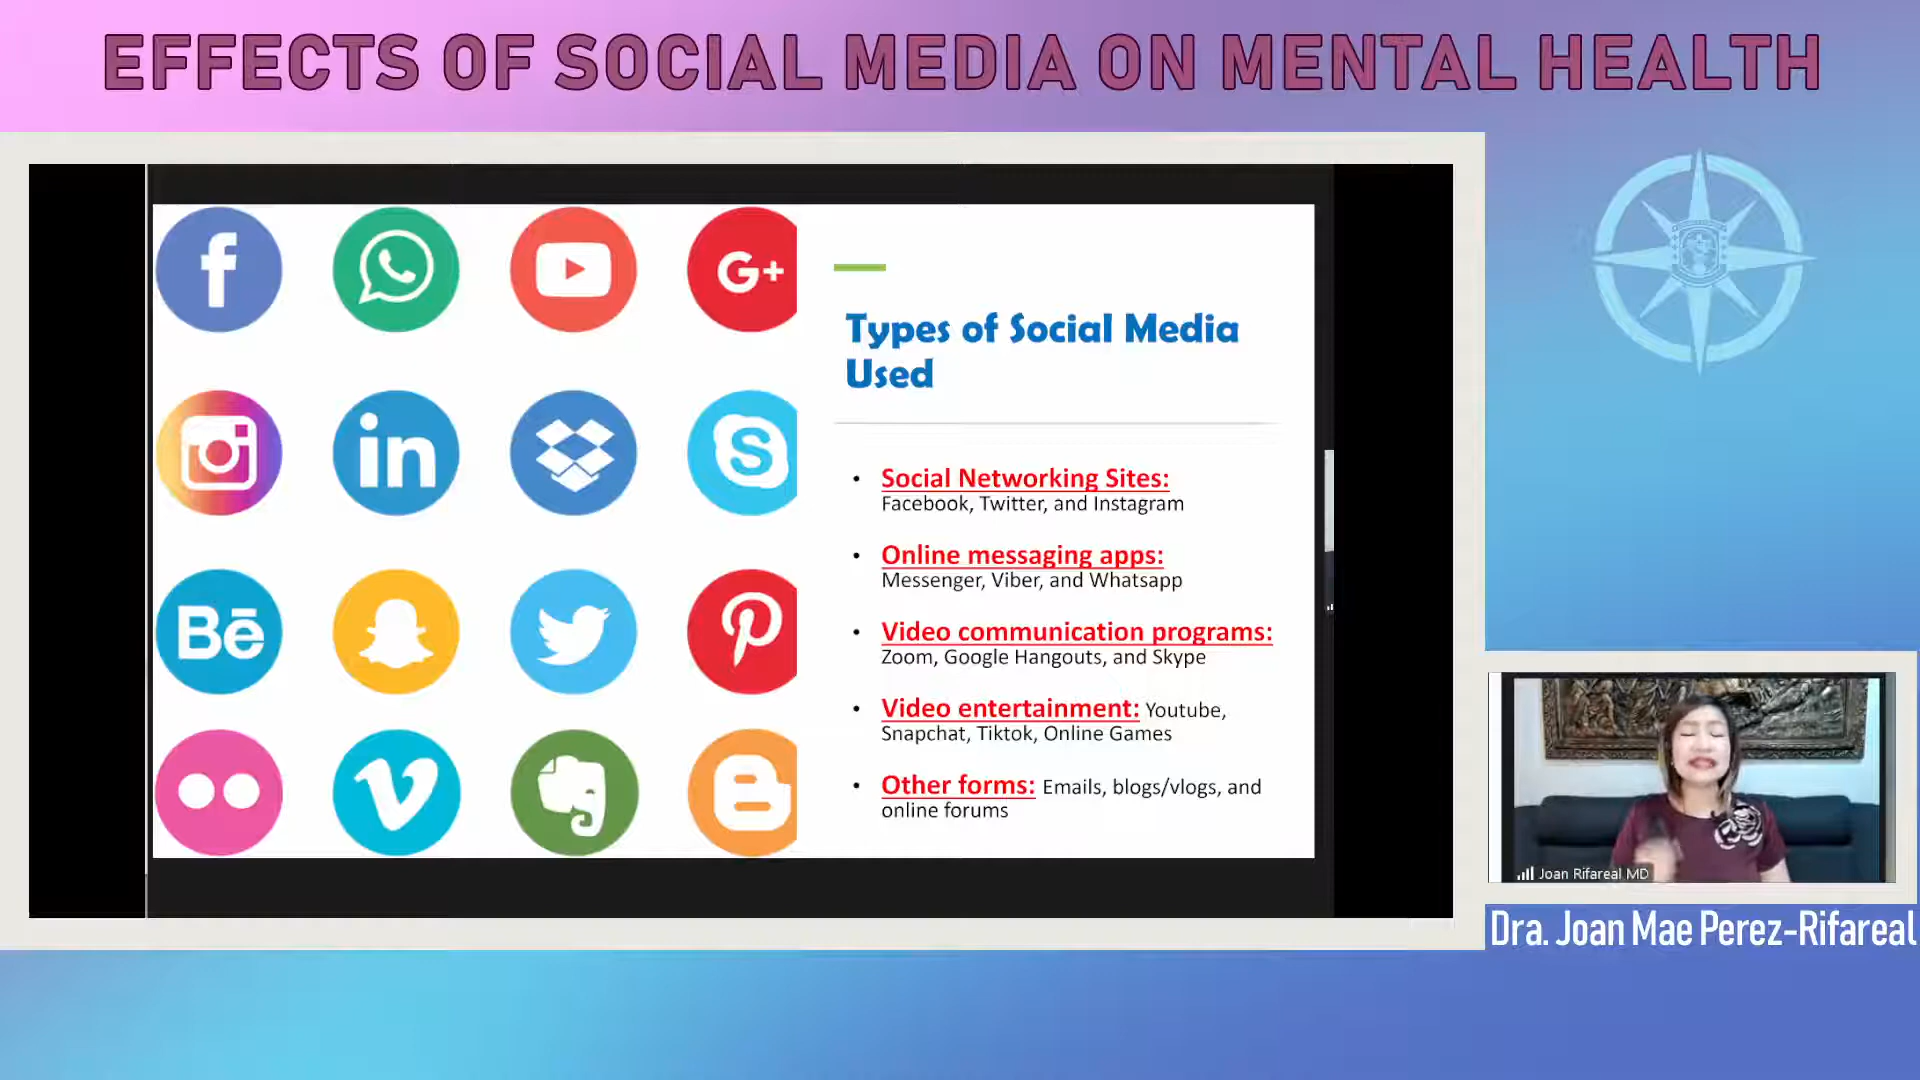 EFFECTS OF SOCIAL MEDIA ON MENTAL HEALTH
f
G+
in
S
Bē
B
Types of Social Media
Used
• Social Networking Sites:
Facebook, Twitter, and Instagram
• Online messaging apps:
Messenger, Viber, and Whatsapp
• Video communication programs:
Zoom, Google Hangouts, and Skype
• Video entertainment: Youtube,
Snapchat, Tiktok, Online Games
• Other forms: Emails, blogs/vlogs, and
online forums
Joan Rifareal MD
Dra. Joan Mae Perez-Rifareal